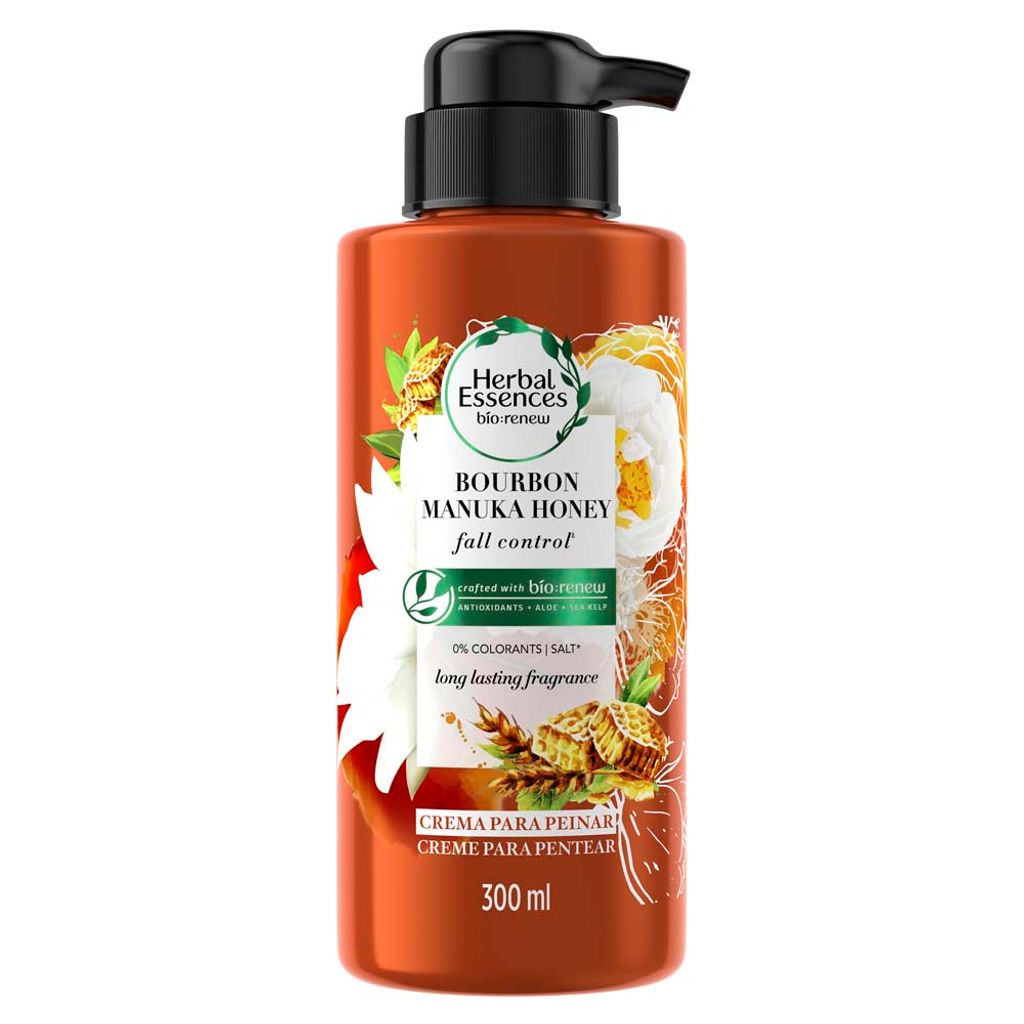 Herbal
Essences
bio:renew
BOURBON
MANUKA HONEY
fall control
crafted with bio:renew
ANTIOXIDANTS + ALOE + SEA KELP
0% COLORANTS | SALT*
long lasting fragrance
CREMA PARA PEINAR
CREME PARA PENTEAR
300 ml